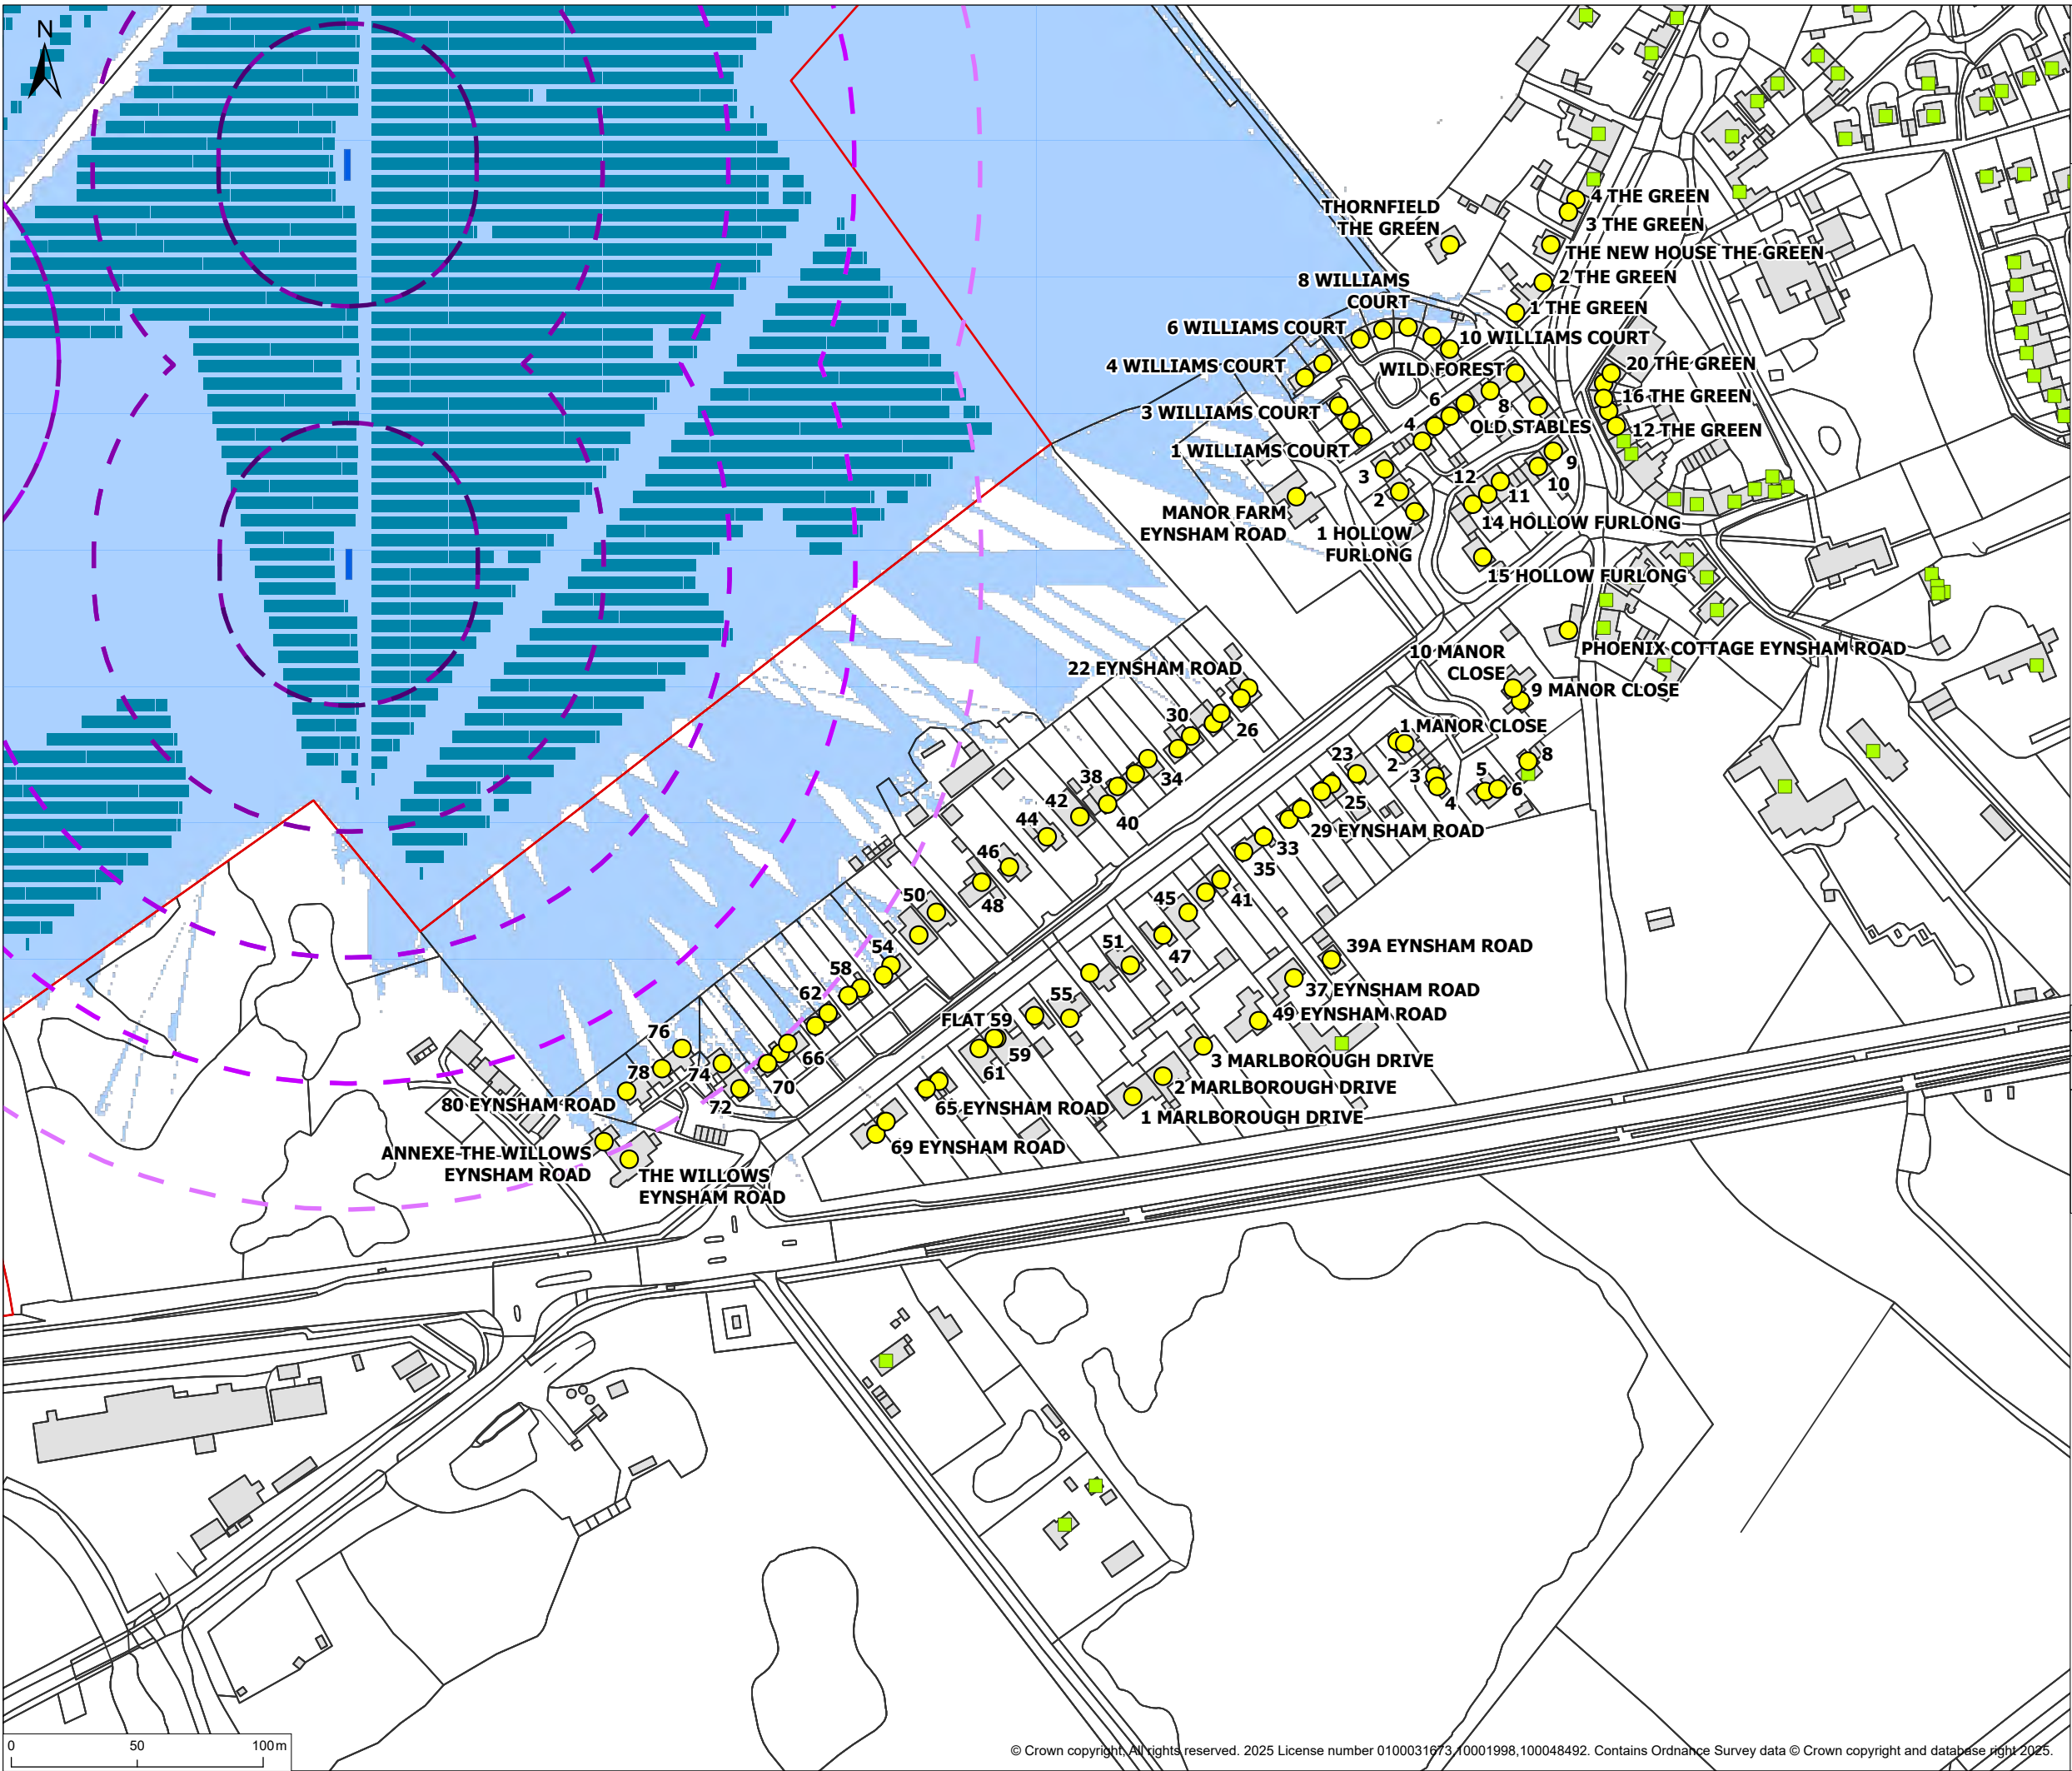 N
4 THE GREEN
THORNFIELD
THE GREEN
3 THE GREEN
THE NEW HOUSE THE GREEN
2 THE GREEN
8 WILLIAMS
COURT
1 THE GREEN
6 WILLIAMS COURT
10 WILLIAMS COURT
4 WILLIAMS COURT
WILD FOREST
20 THE GREEN
16 THE GREEN
3 WILLIAMS COURT
6
8
4
OLD STABLES
12 THE GREEN
1 WILLIAMS COURT
3
2
12
11
9
10
MANOR FARM
EYNSHAM ROAD
14 HOLLOW FURLONG
1 HOLLOW
FURLONG
15 HOLLOW FURLONG
PHOENIX COTTAGE EYNSHAM ROAD
10 MANOR
CLOSE
22 EYNSHAM ROAD
9 MANOR CLOSE
30
26
1 MANOR CLOSE
23
2
8
34
3
5
38
25
4
6
42
40
44
29 EYNSHAM ROAD
33
46
35
50
48
45
41
54
51
47
39A EYNSHAM ROAD
58
37 EYNSHAM ROAD
62
55
49 EYNSHAM ROAD
FLAT 59
76
66
59
78
74
70
61
3 MARLBOROUGH DRIVE
2 MARLBOROUGH DRIVE
80 EYNSHAM ROAD
72
65 EYNSHAM ROAD
1 MARLBOROUGH DRIVE
69 EYNSHAM ROAD
ANNEXE THE WILLOWS
EYNSHAM ROAD
THE WILLOWS
EYNSHAM ROAD
0 50 100 m
© Crown copyright, All rights reserved. 2025 License number 0100031673,10001998,100048492. Contains Ordnance Survey data © Crown copyright and database right 2025.